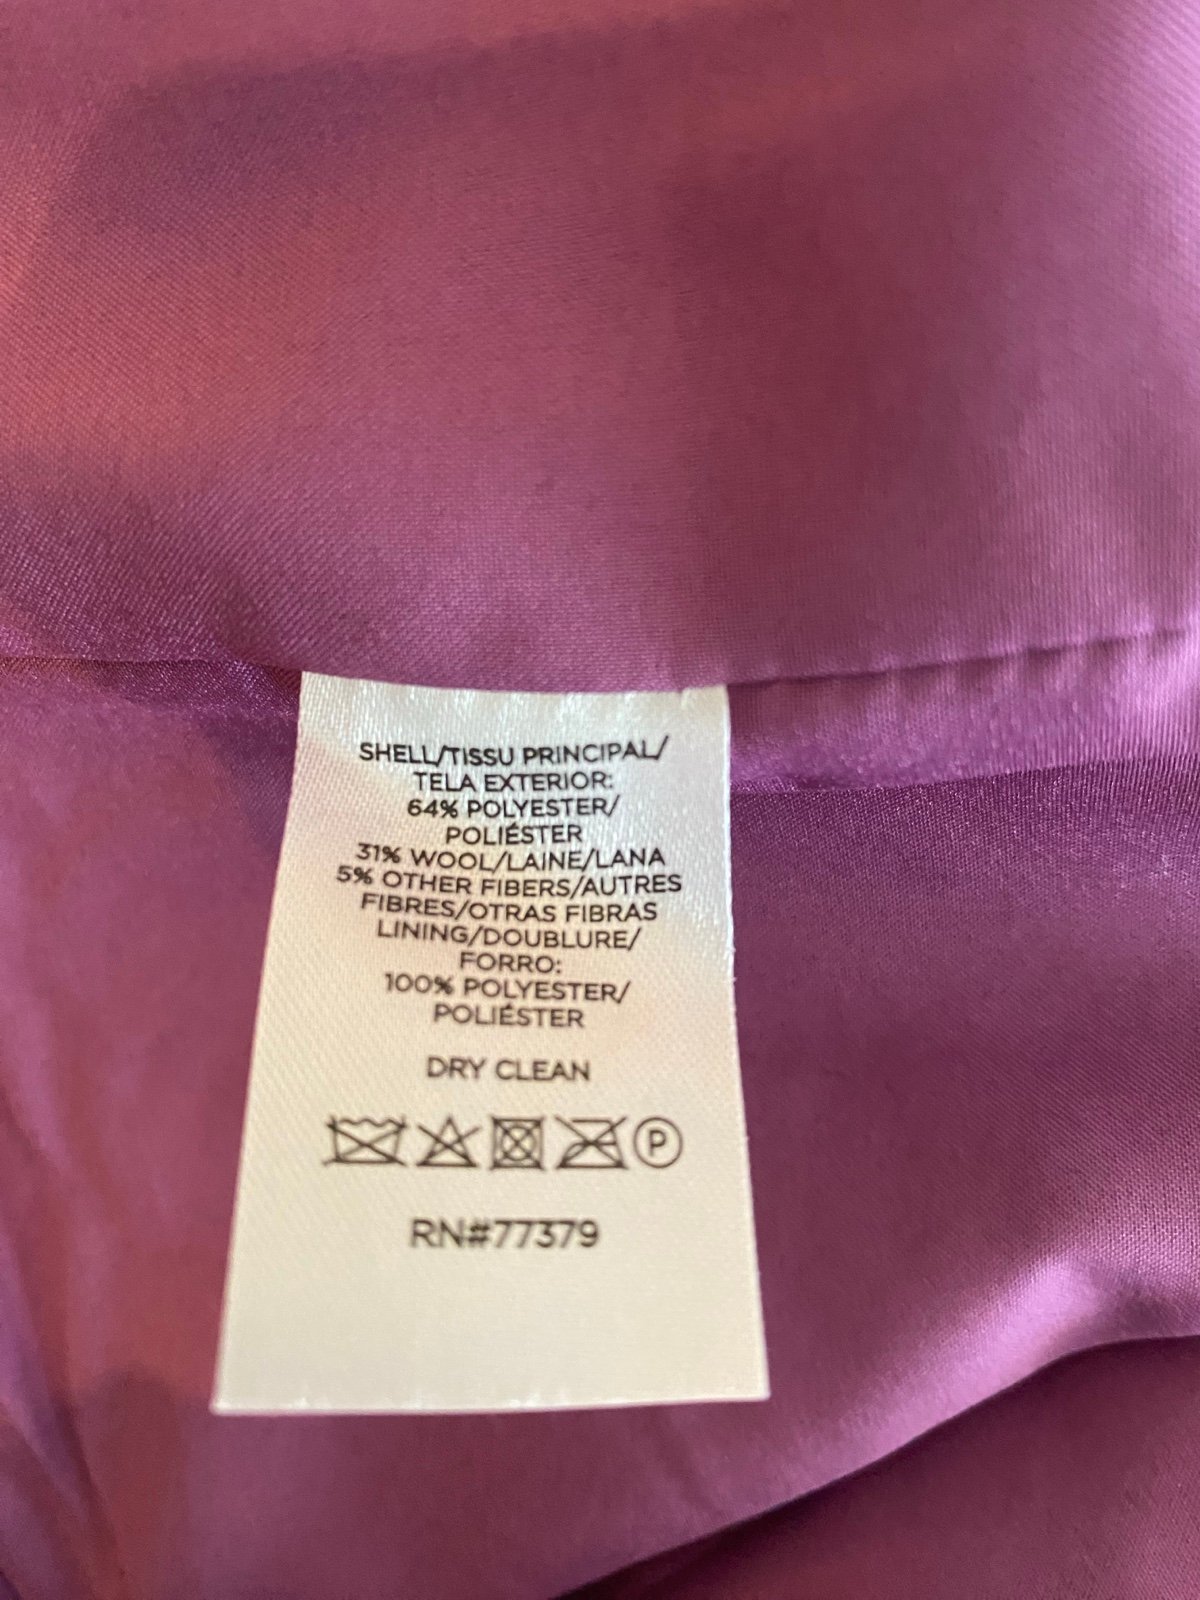 SHELL/TISSU PRINCIPAL/
TELA EXTERIOR:
64% POLYESTER/
POLIÉSTER
31% WOOL/LAINE/LANA
5% OTHER FIBERS/AUTRES
FIBRES/OTRAS FIBRAS
LINING/DOUBLURE/
FORRO:
100% POLYESTER/
POLIÉSTER
DRY CLEAN
P
RN#77379